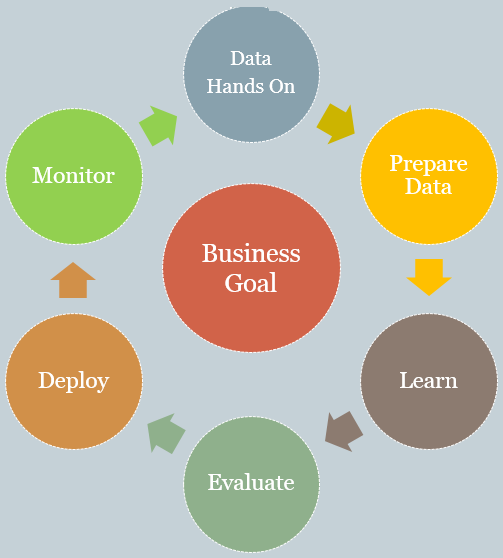 Data
Hands On
Prepare
Data
Learn
Evaluate
Deploy
Monitor
Business
Goal